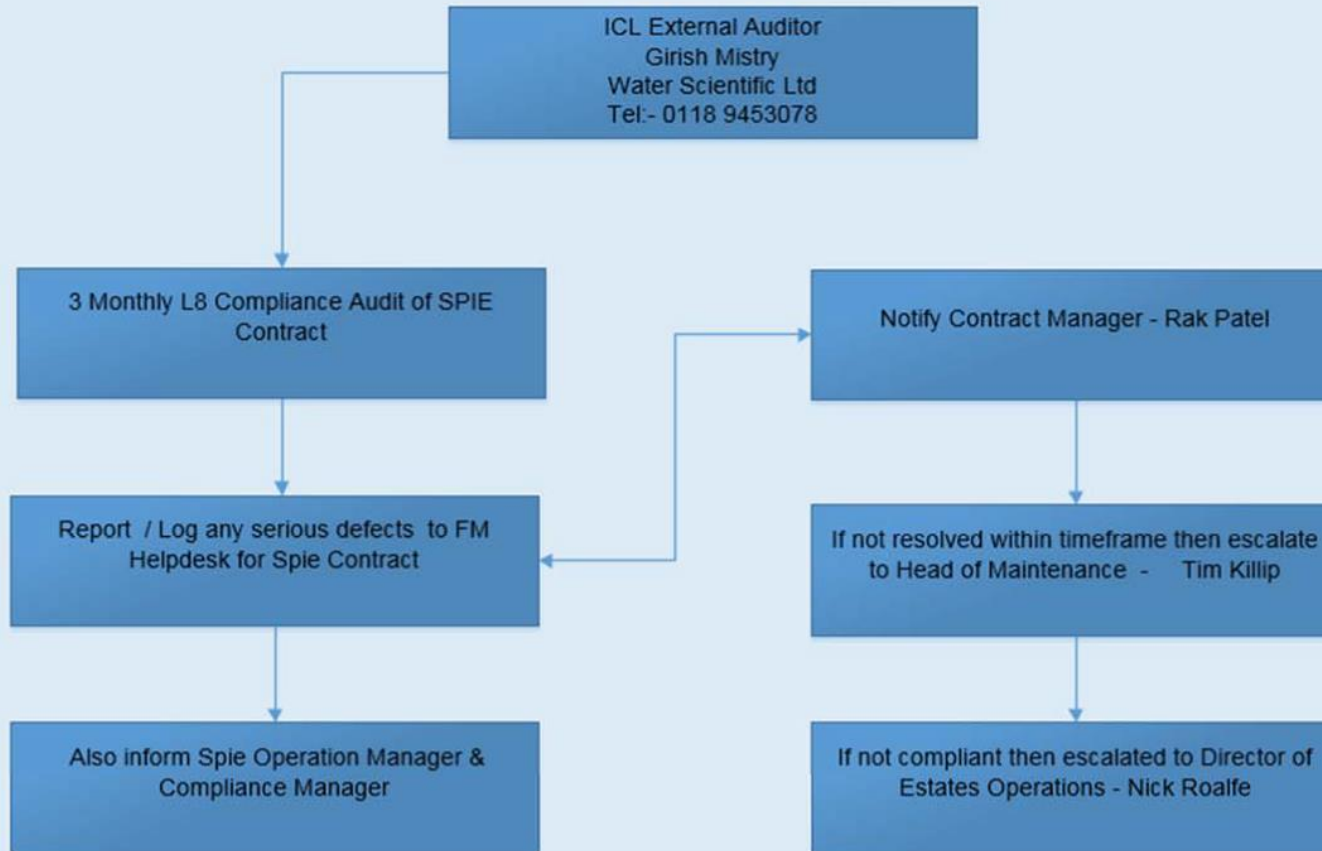 ICL External Auditor
Girish Mistry
Water Scientific Ltd
Tel:- 0118 9453078
3 Monthly L8 Compliance Audit of SPIE
Contract
Notify Contract Manager - Rak Patel
Report / Log any serious defects to FM
Helpdesk for Spie Contract
If not resolved within timeframe then escalate
to Head of Maintenance - Tim Killip
Also inform Spie Operation Manager &
Compliance Manager
If not compliant then escalated to Director of
Estates Operations - Nick Roalfe